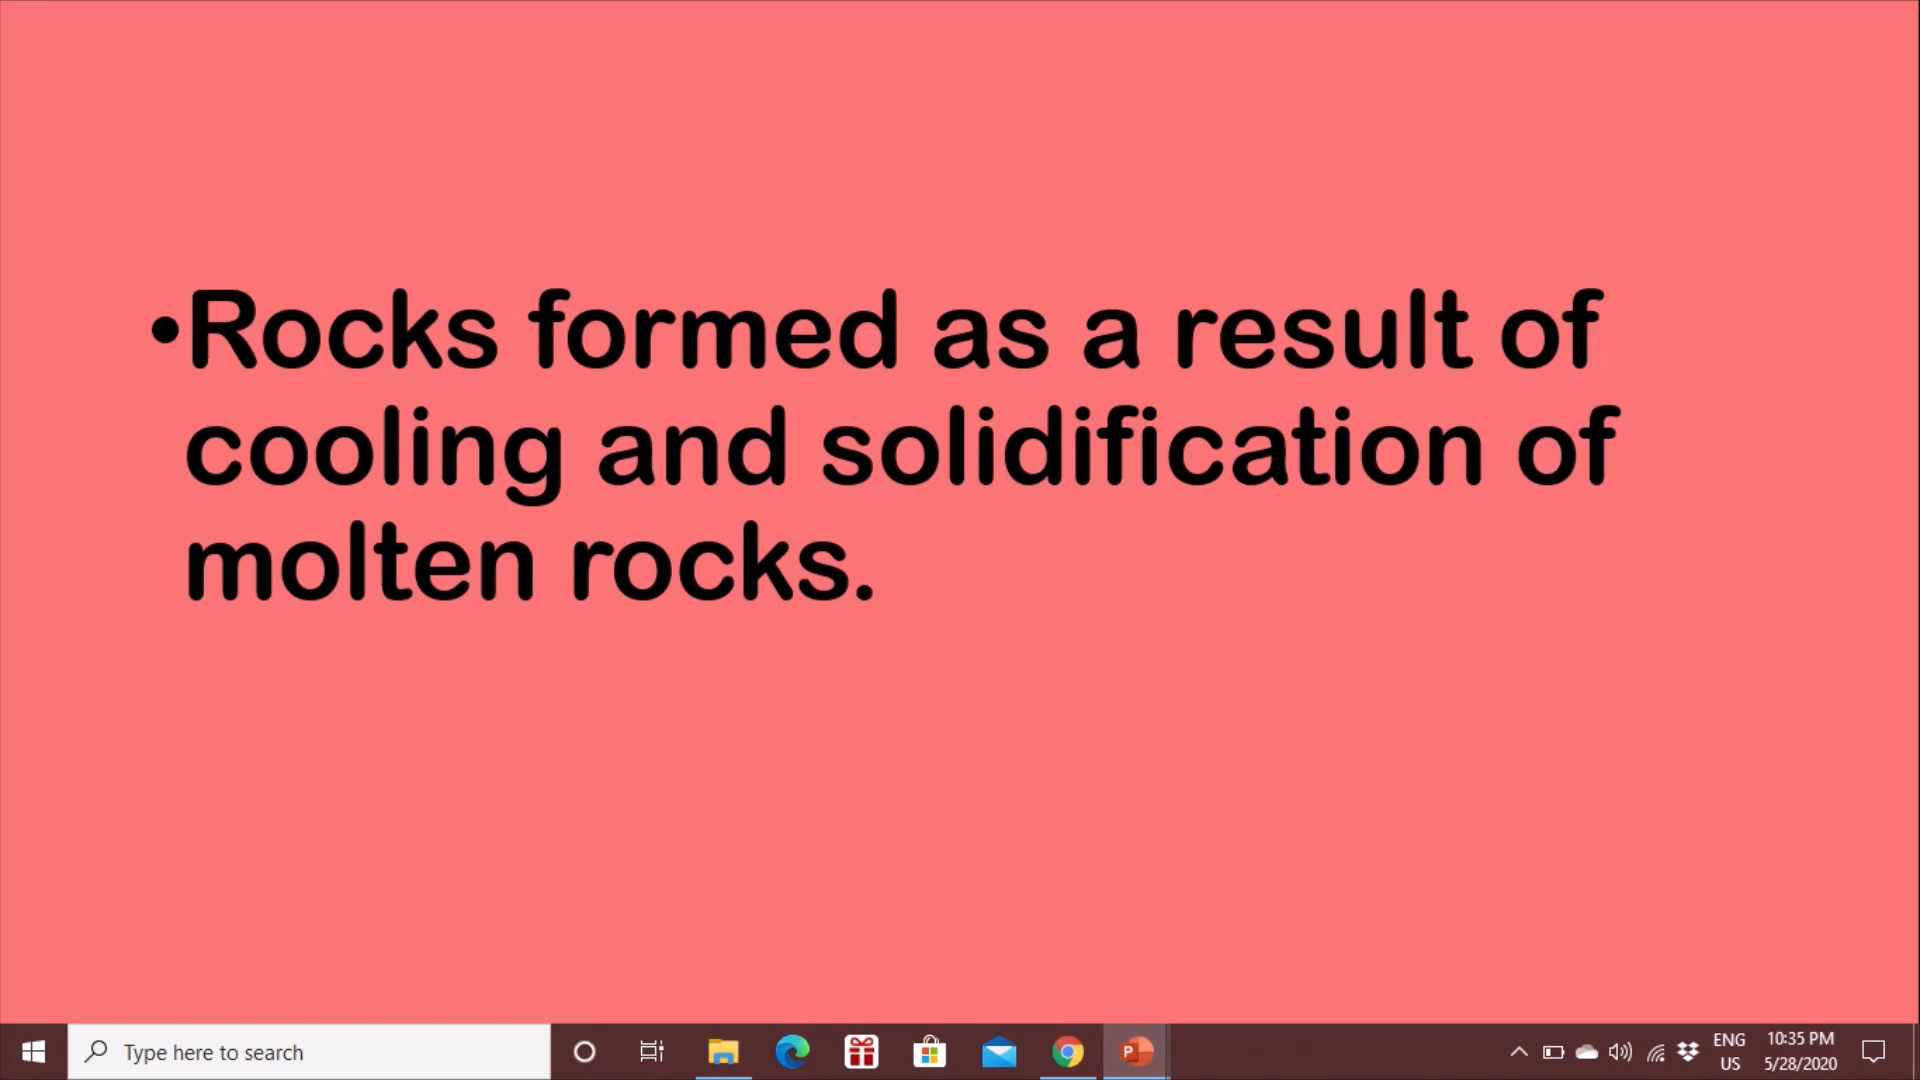 •Rocks formed as a result of
cooling and solidification of
molten rocks.
Type here to search
ENG
US
10:35 PM
5/28/2020